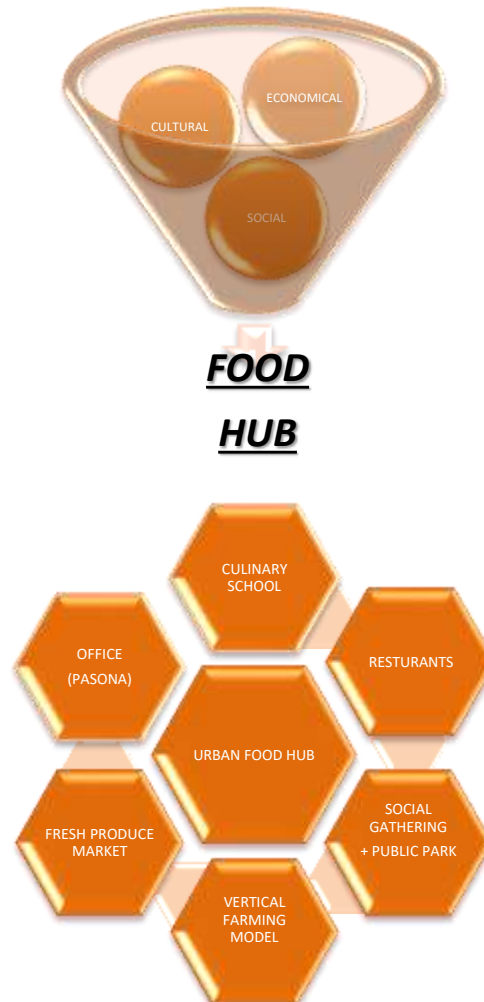 ECONOMICAL
CULTURAL
SOCIAL
FOOD
HUB
CULINARY
SCHOOL
OFFICE
(PASONA)
RESTURANTS
URBAN FOOD HUB
FRESH PRODUCE
MARKET
SOCIAL
GATHERING
+ PUBLIC PARK
VERTICAL
FARMING
MODEL